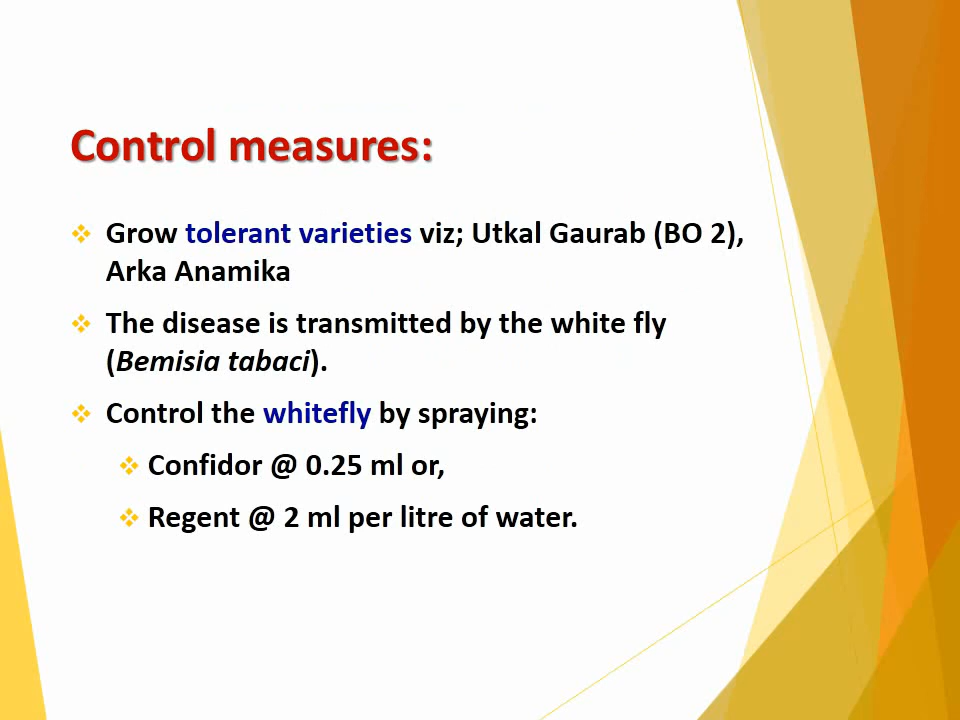 Control measures:
Grow tolerant varieties viz; Utkal Gaurab (BO 2),
Arka Anamika
The disease is transmitted by the white fly
(Bemisia tabaci).
Control the whitefly by spraying:
Confidor @ 0.25 ml or,
Regent @ 2 ml per litre of water.